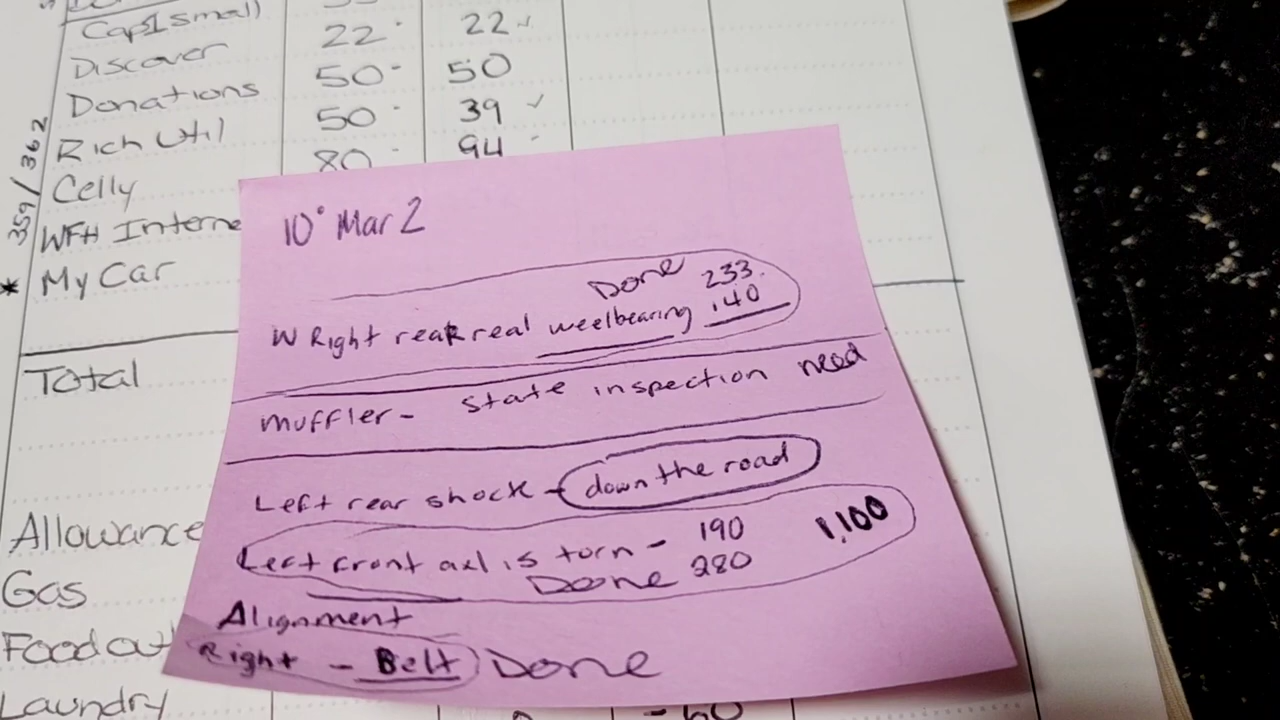 Cap1 small) 22 22
Discover 50 50
Donations 50 39
Rich Util 80 94
Celly
WFH Interne
* My Car
359/362
Total
Allowance
Gas
Food out
Laundry
10° Mar 2
Done 233.
W Right rear real weelbearing 140
muffler - state inspection need
Left rear shock - down the road
Left front axl is torn - 190 1,100
Done 280
Alignment
Right - Belt Done